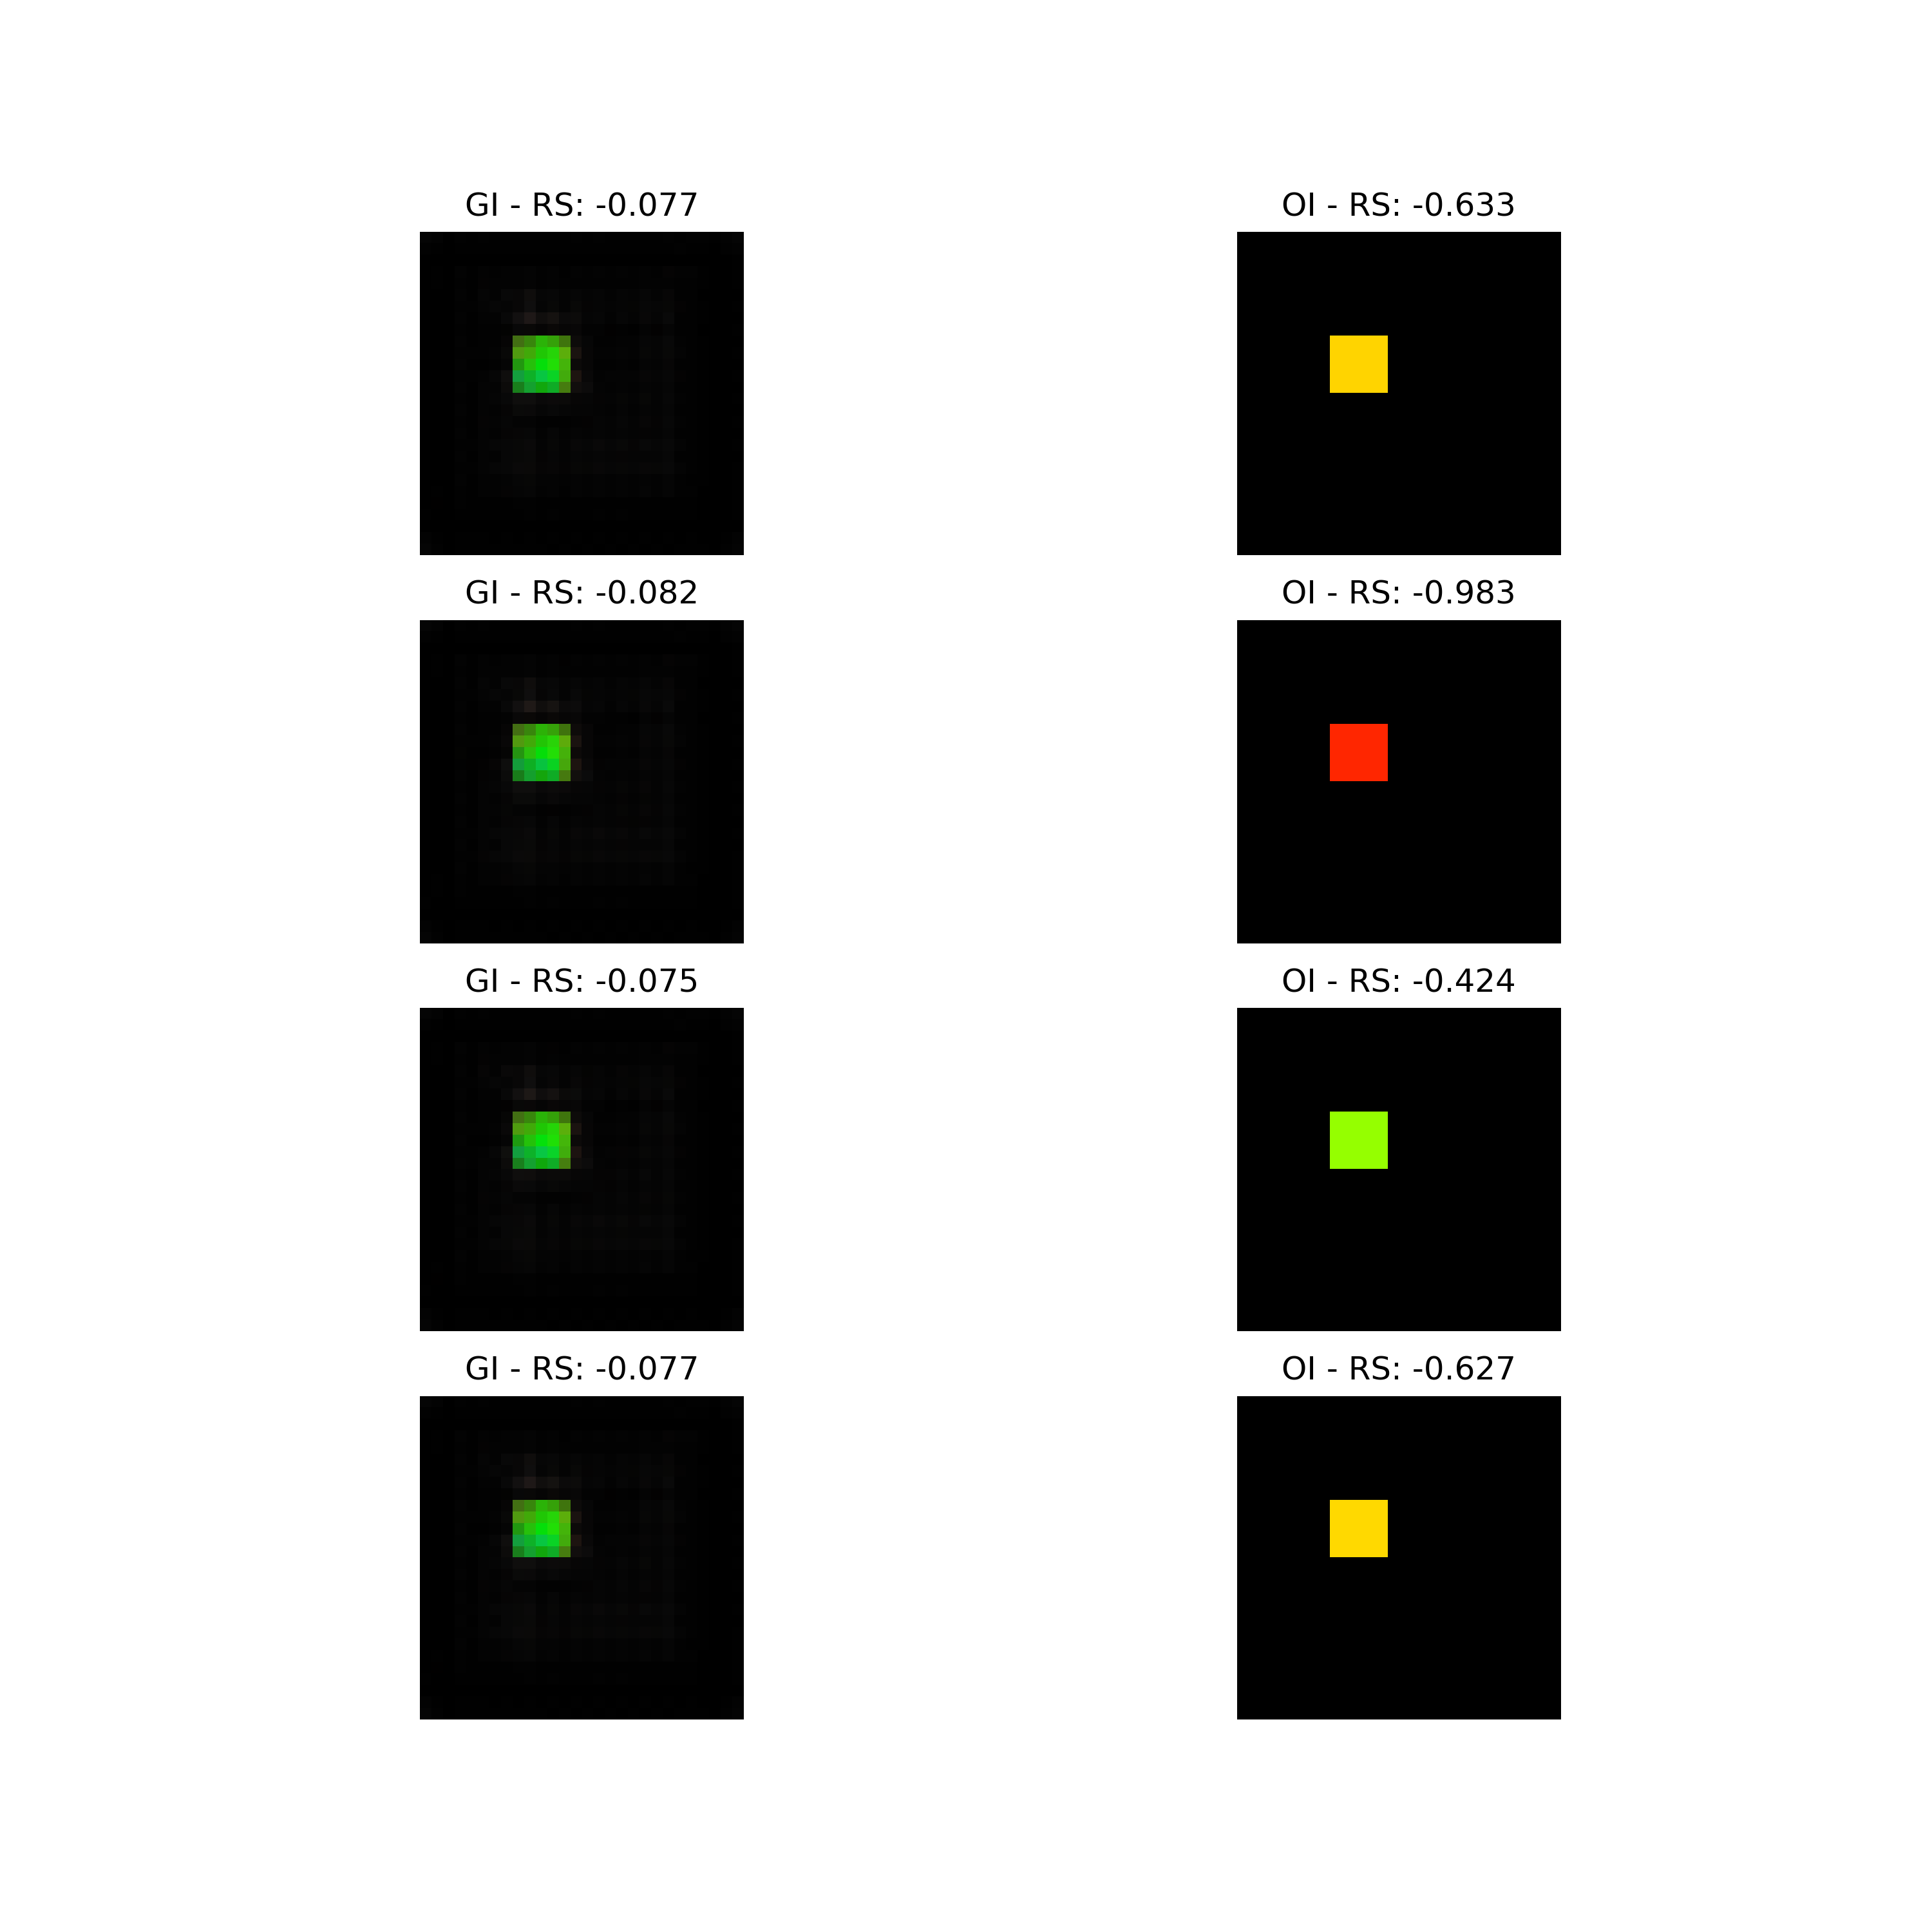 GI - RS: -0.077
OI - RS: -0.633
GI - RS: -0.082
OI - RS: -0.983
GI - RS: -0.075
OI - RS: -0.424
GI - RS: -0.077
OI - RS: -0.627